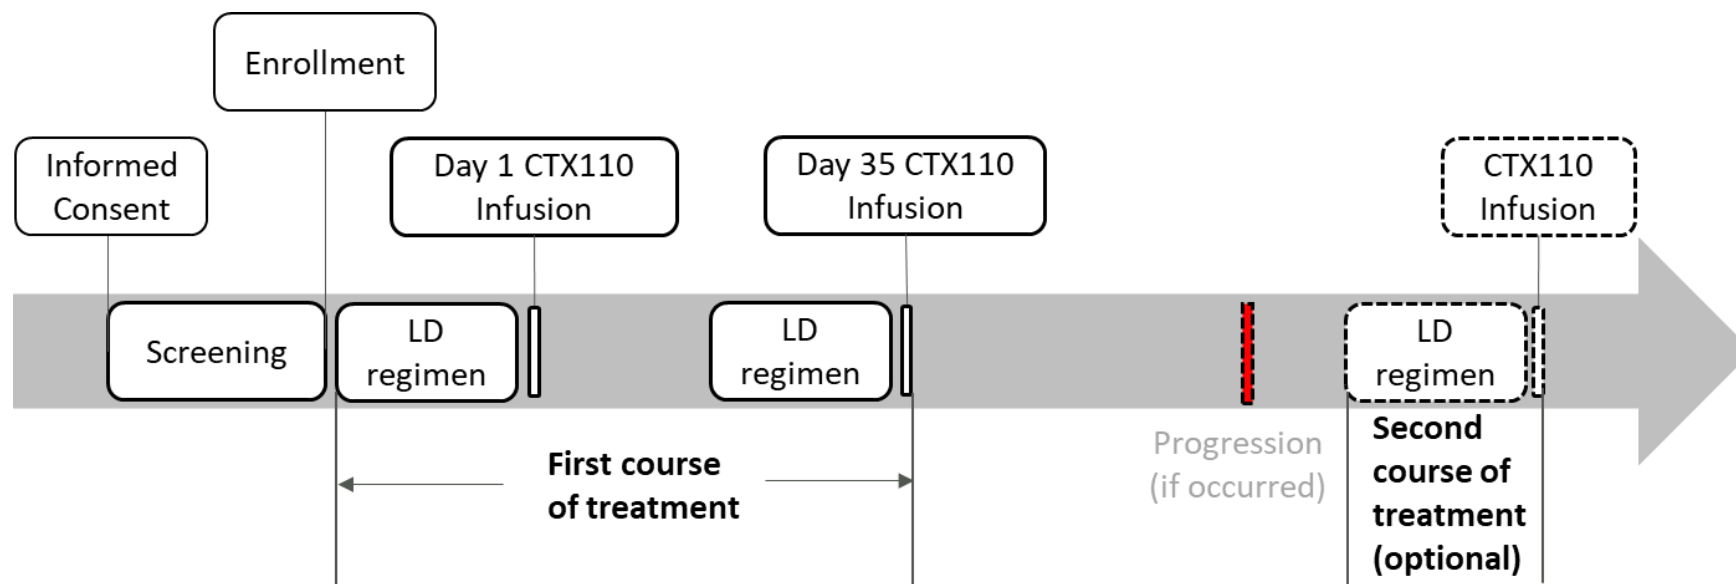 Enrollment
Informed
Consent
Day 1 CTX110
Infusion
Day 35 CTX110
Infusion
CTX110
Infusion
Screening
LD
regimen
LD
regimen
LD
regimen
First course
of treatment
Progression
(if occurred)
Second
course of
treatment
(optional)